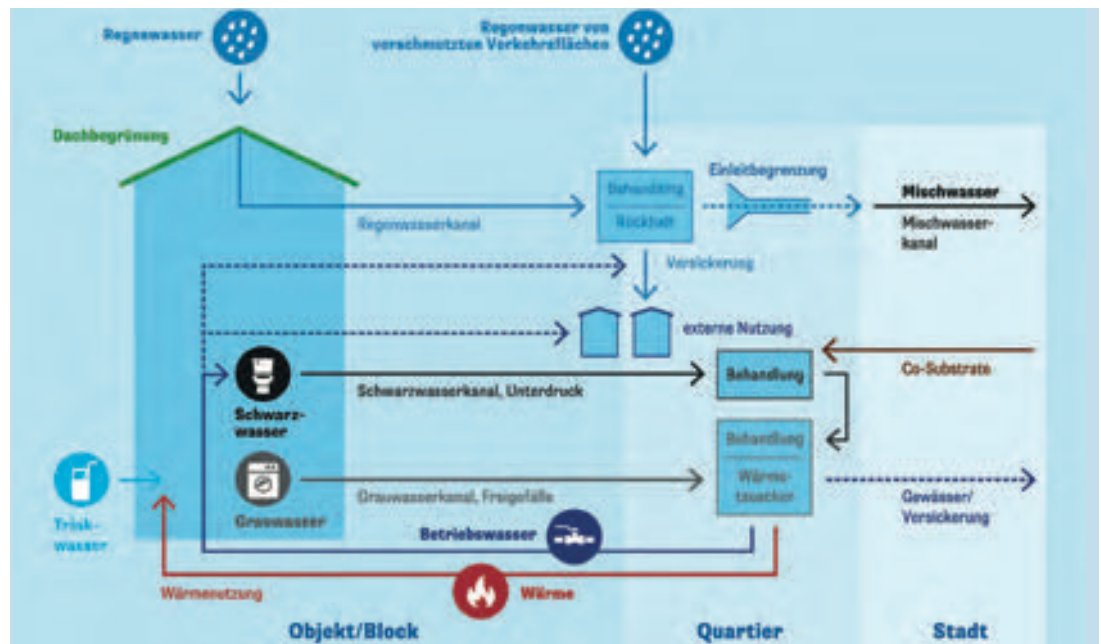 Regenwasser
Regenwasser von
verschmutzten Verkehrsflächen
Dachbegrünung
Einleitbegrenzung
Behandlung
Rückhalt
Mischwasser
Mischwasser-
kanal
Regenwasserkanal
Versickerung
externe Nutzung
Behandlung
Co-Substrate
Schwarzwasserkanal, Unterdruck
Schwarz-
wasser
Behandlung
Wärme-
tauscher
Grauwasserkanal, Freigefälle
Gewässer/
Versickerung
Grauwasser
Trink-
wasser
Betriebswasser
Wärmenutzung
Wärme
Objekt/Block
Quartier
Stadt